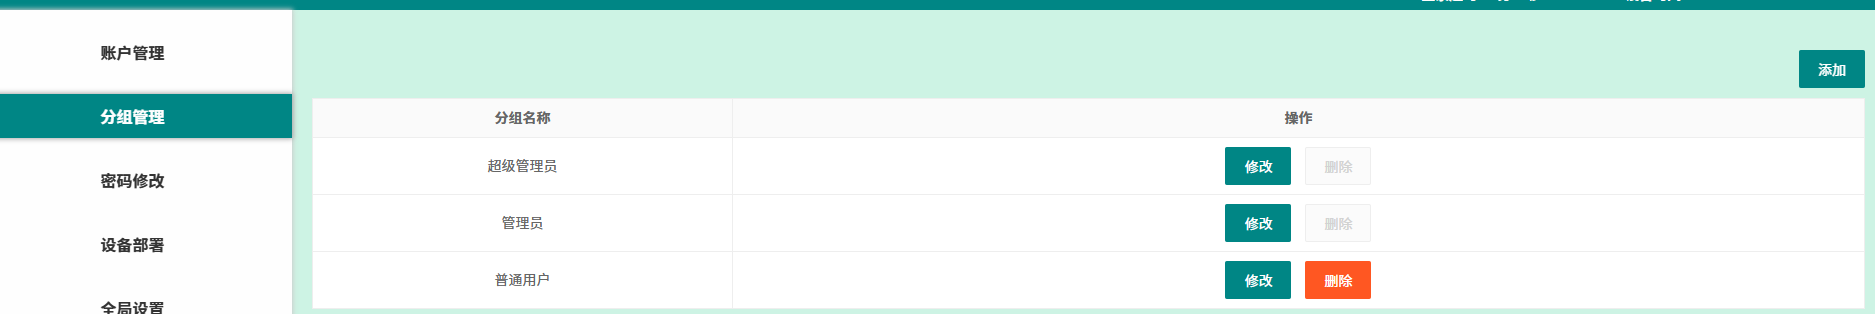 账户管理
分组管理
密码修改
设备部署
全局设置
添加
分组名称 操作
超级管理员 修改 删除
管理员 修改 删除
普通用户 修改 删除